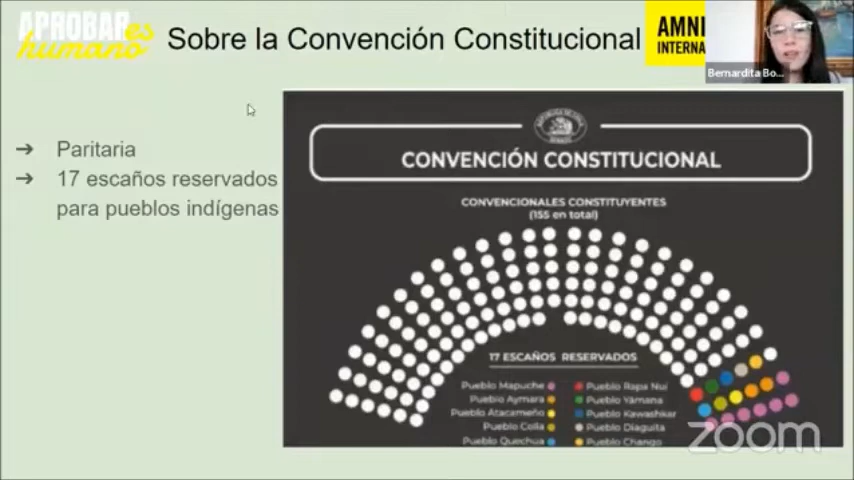 APROBAR es
humano
Sobre la Convención Constitucional
AMNI
INTERNA
Bernardita Bo...
➔ Paritaria
➔ 17 escaños reservados
para pueblos indígenas
CONVENCIÓN CONSTITUCIONAL
CONVENCIONALES CONSTITUYENTES
(155 en total)
17 ESCAÑOS RESERVADOS
Pueblo Mapuche
Pueblo Aymara
Pueblo Atacameño
Pueblo Colla
Pueblo Quechua
Pueblo Rapa Nui
Pueblo Yámana
Pueblo Kawashkar
Pueblo Diaguita
Pueblo Chango
zoom